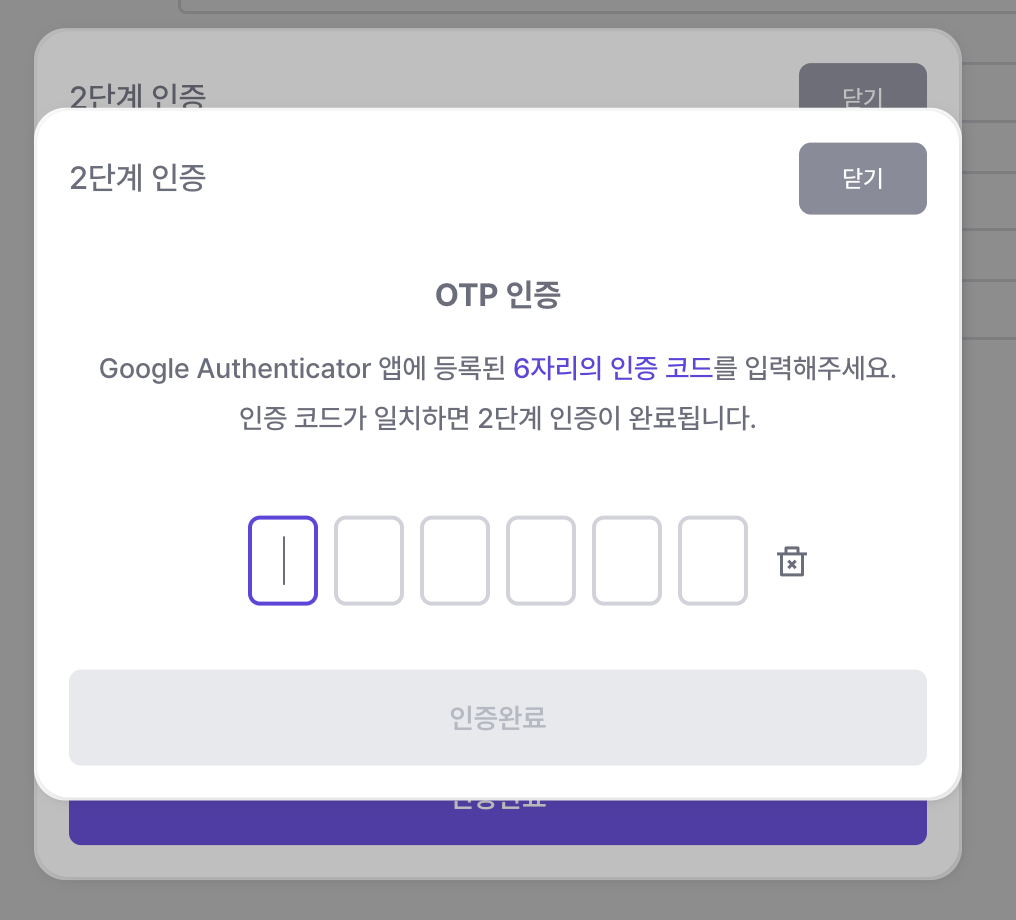 2단계 인증
닫기
2단계 인증
닫기
OTP 인증
Google Authenticator 앱에 등록된 6자리의 인증 코드를 입력해주세요.
인증 코드가 일치하면 2단계 인증이 완료됩니다.
인증완료
인증완료